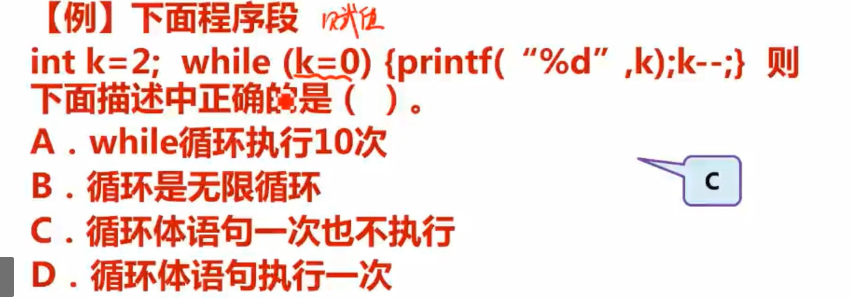 【例】下面程序段 赋值
int k=2; while (k=0) {printf( “%d” ,k);k--;} 则
下面描述中正确的是（ ）。
A．while循环执行10次
B．循环是无限循环
C
C．循环体语句一次也不执行
D．循环体语句执行一次